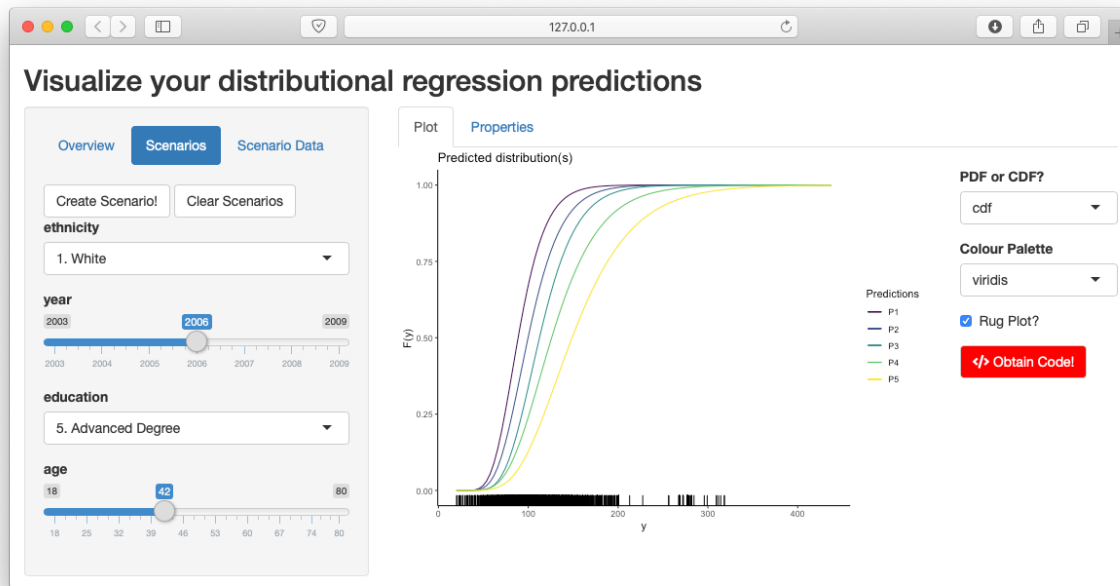 127.0.0.1
Visualize your distributional regression predictions
Overview Scenarios Scenario Data
Create Scenario! Clear Scenarios
ethnicity
1. White
year
2003 2006 2009
2003 2004 2005 2006 2007 2008 2009
education
5. Advanced Degree
age
18 42 80
18 25 32 39 46 53 60 67 74 80
Plot Properties
Predicted distribution(s)
1.00
0.75
0.50
0.25
0.00
F(y)
0 100 200 300 400
y
Predictions
P1
P2
P3
P4
P5
PDF or CDF?
cdf
Colour Palette
viridis
Rug Plot?
</> Obtain Code!